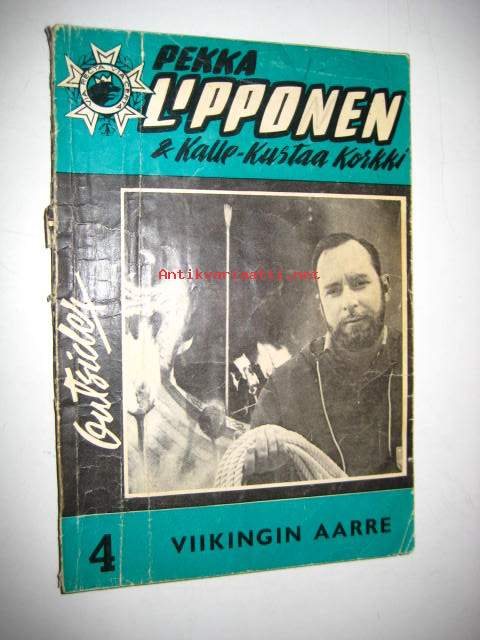 PEKKA
LIPPONEN
& Kalle-Kustaa Korkki
Antikvariaatti.net
Outsider
4
VIIKINGIN AARRE